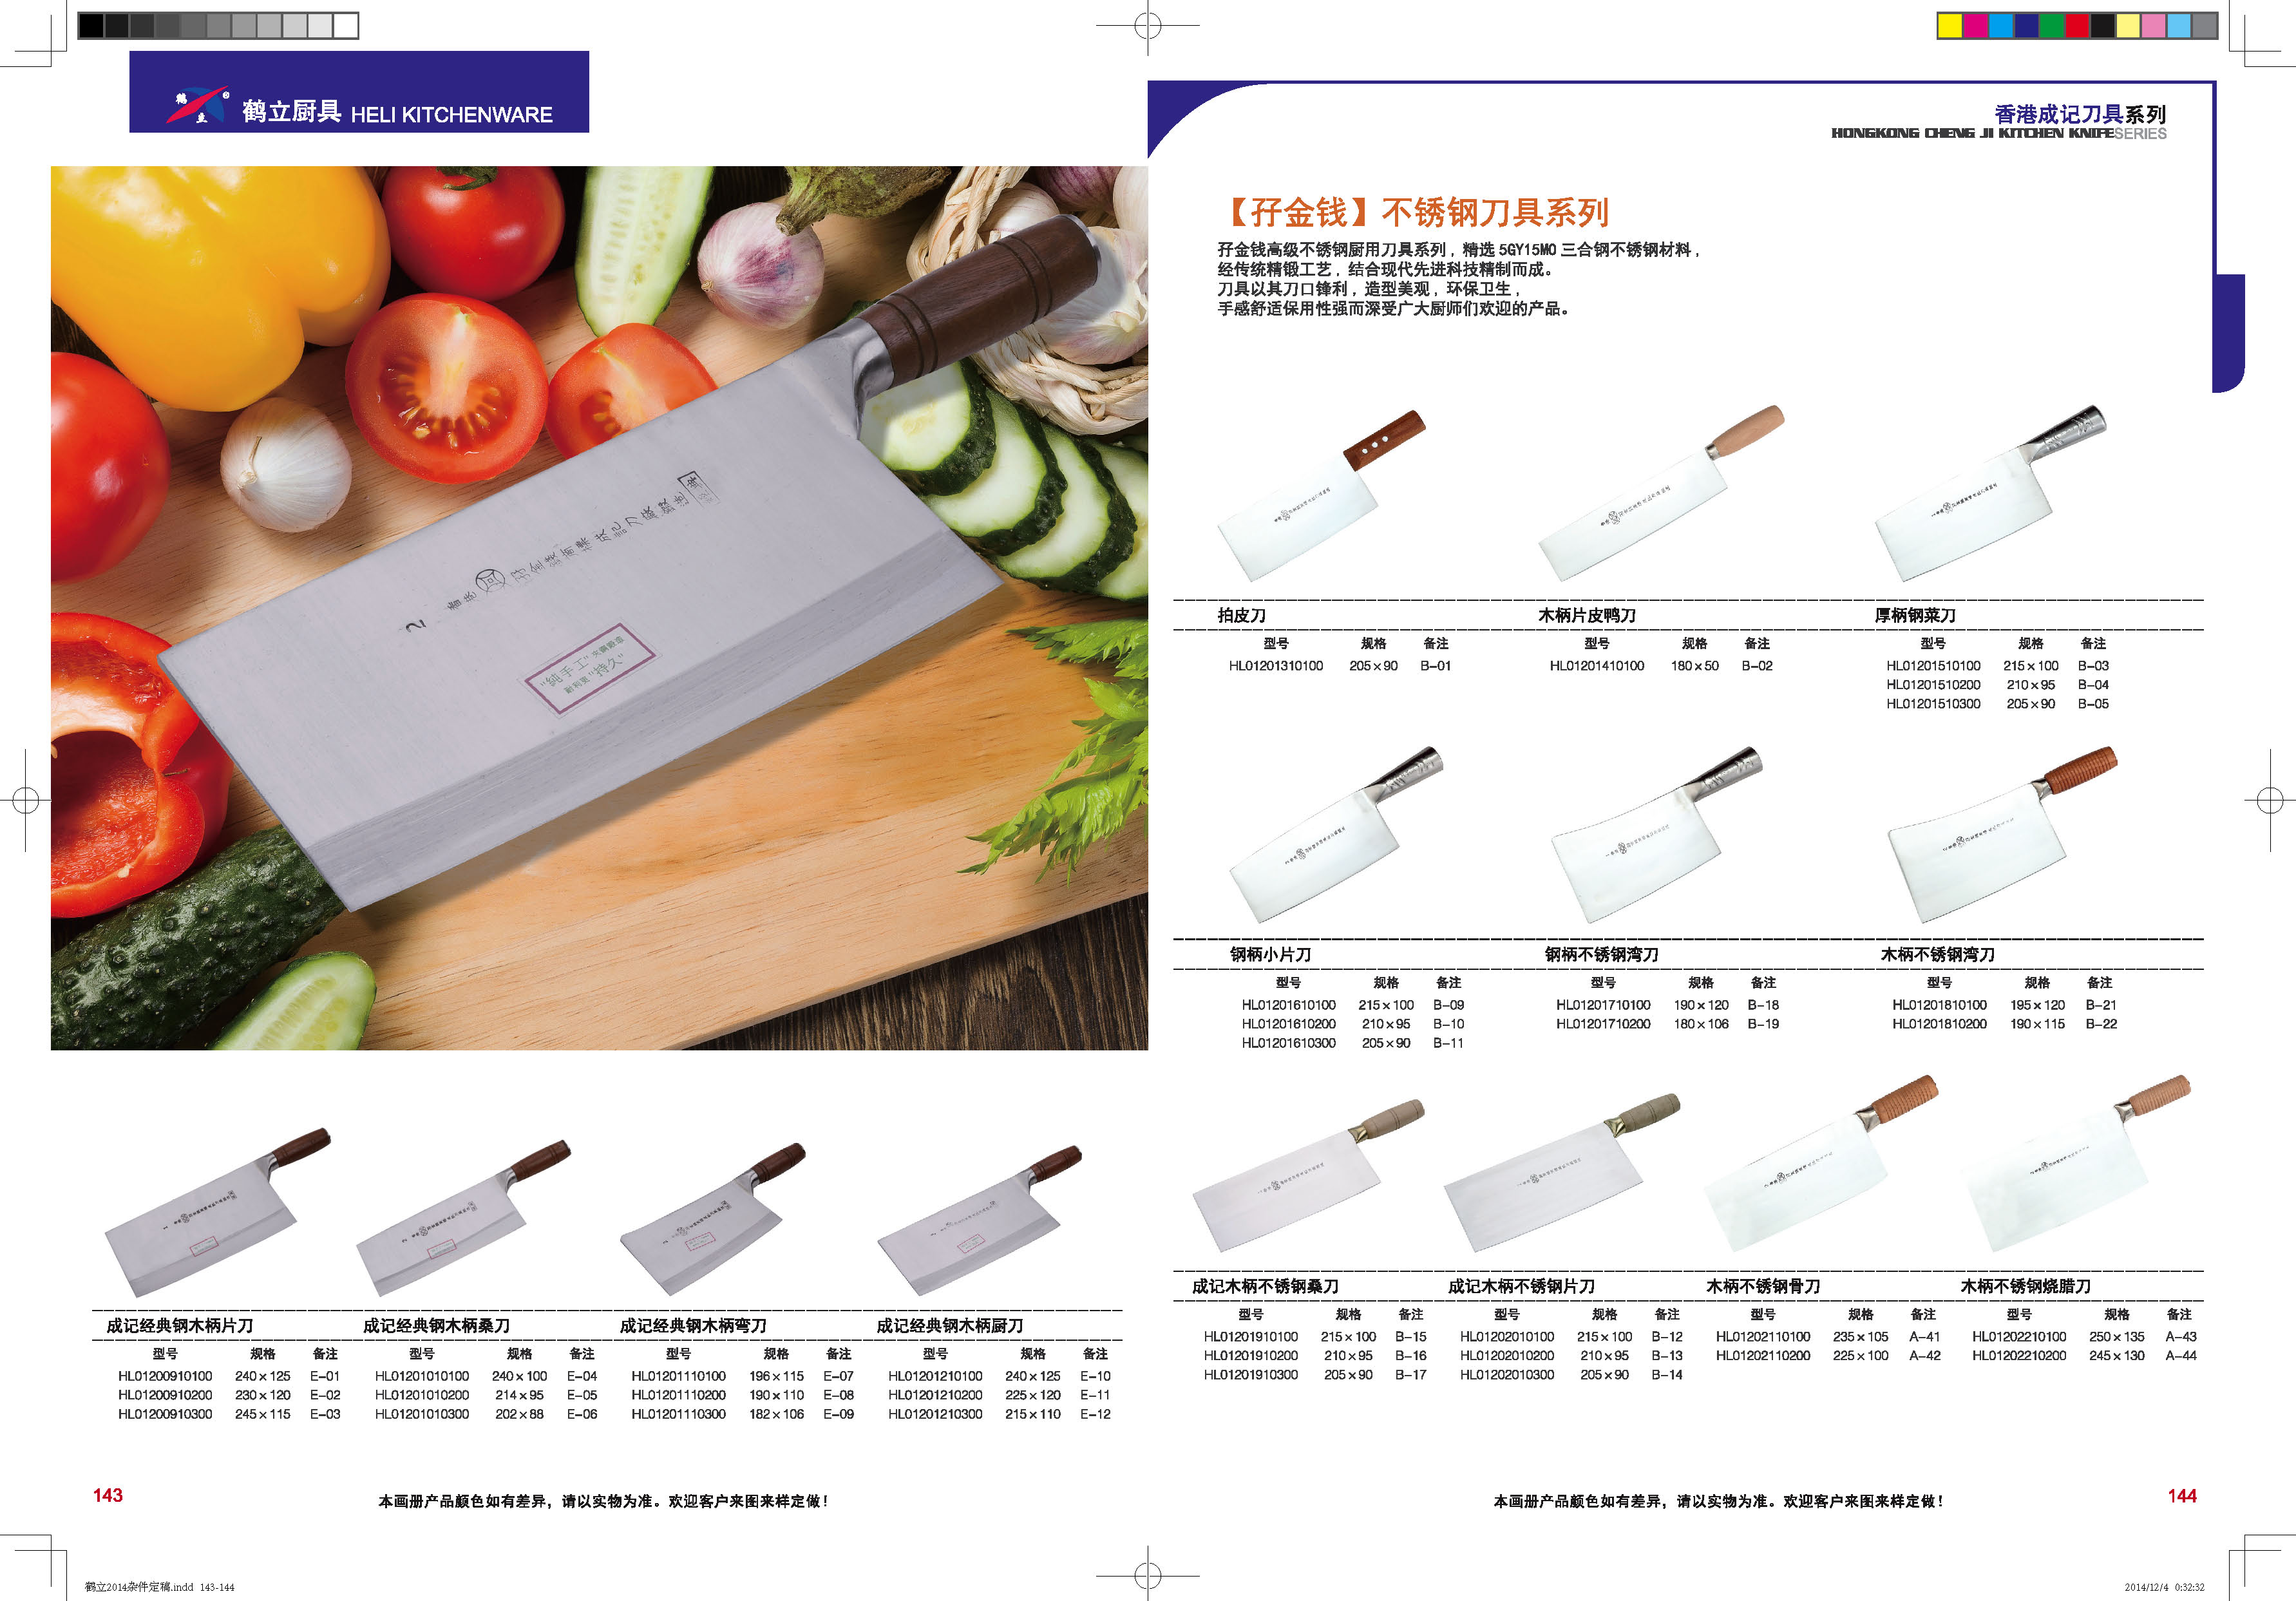 鹤立
鹤立厨具 HELI KITCHENWARE
2
孖金钱
"純手工"
"持久"
成记经典钢木柄片刀
型号 规格 备注
HL01200910100 240×125 E-01
HL01200910200 230×120 E-02
HL01200910300 245×115 E-03
成记经典钢木柄桑刀
型号 规格 备注
HL01201010100 240×100 E-04
HL01201010200 214×95 E-05
HL01201010300 202×88 E-06
成记经典钢木柄弯刀
型号 规格 备注
HL01201110100 196×115 E-07
HL01201110200 190×110 E-08
HL01201110300 182×106 E-09
成记经典钢木柄厨刀
型号 规格 备注
HL01201210100 240×125 E-10
HL01201210200 225×120 E-11
HL01201210300 215×110 E-12
143
本画册产品颜色如有差异，请以实物为准。欢迎客户来图来样定做！
香港成记刀具系列
HONGKONG CHENG JI KITCHEN KNIFE SERIES
【孖金钱】不锈钢刀具系列
孖金钱高级不锈钢厨用刀具系列，精选 5GY15MO 三合钢不锈钢材料，
经传统精锻工艺，结合现代先进科技精制而成。
刀具以其刀口锋利，造型美观，环保卫生，
手感舒适保用性强而深受广大厨师们欢迎的产品。
拍皮刀
型号 规格 备注
HL01201310100 205×90 B-01
木柄片皮鸭刀
型号 规格 备注
HL01201410100 180×50 B-02
厚柄钢菜刀
型号 规格 备注
HL01201510100 215×100 B-03
HL01201510200 210×95 B-04
HL01201510300 205×90 B-05
钢柄小片刀
型号 规格 备注
HL01201610100 215×100 B-09
HL01201610200 210×95 B-10
HL01201610300 205×90 B-11
钢柄不锈钢湾刀
型号 规格 备注
HL01201710100 190×120 B-18
HL01201710200 180×106 B-19
木柄不锈钢湾刀
型号 规格 备注
HL01201810100 195×120 B-21
HL01201810200 190×115 B-22
成记木柄不锈钢桑刀
型号 规格 备注
HL01201910100 215×100 B-15
HL01201910200 210×95 B-16
HL01201910300 205×90 B-17
成记木柄不锈钢片刀
型号 规格 备注
HL01202010100 215×100 B-12
HL01202010200 210×95 B-13
HL01202010300 205×90 B-14
木柄不锈钢骨刀
型号 规格 备注
HL01202110100 235×105 A-41
HL01202110200 225×100 A-42
木柄不锈钢烧腊刀
型号 规格 备注
HL01202210100 250×135 A-43
HL01202210200 245×130 A-44
本画册产品颜色如有差异，请以实物为准。欢迎客户来图来样定做！
144
鹤立2014杂件定稿.indd 143-144
2014/12/4 0:32:32